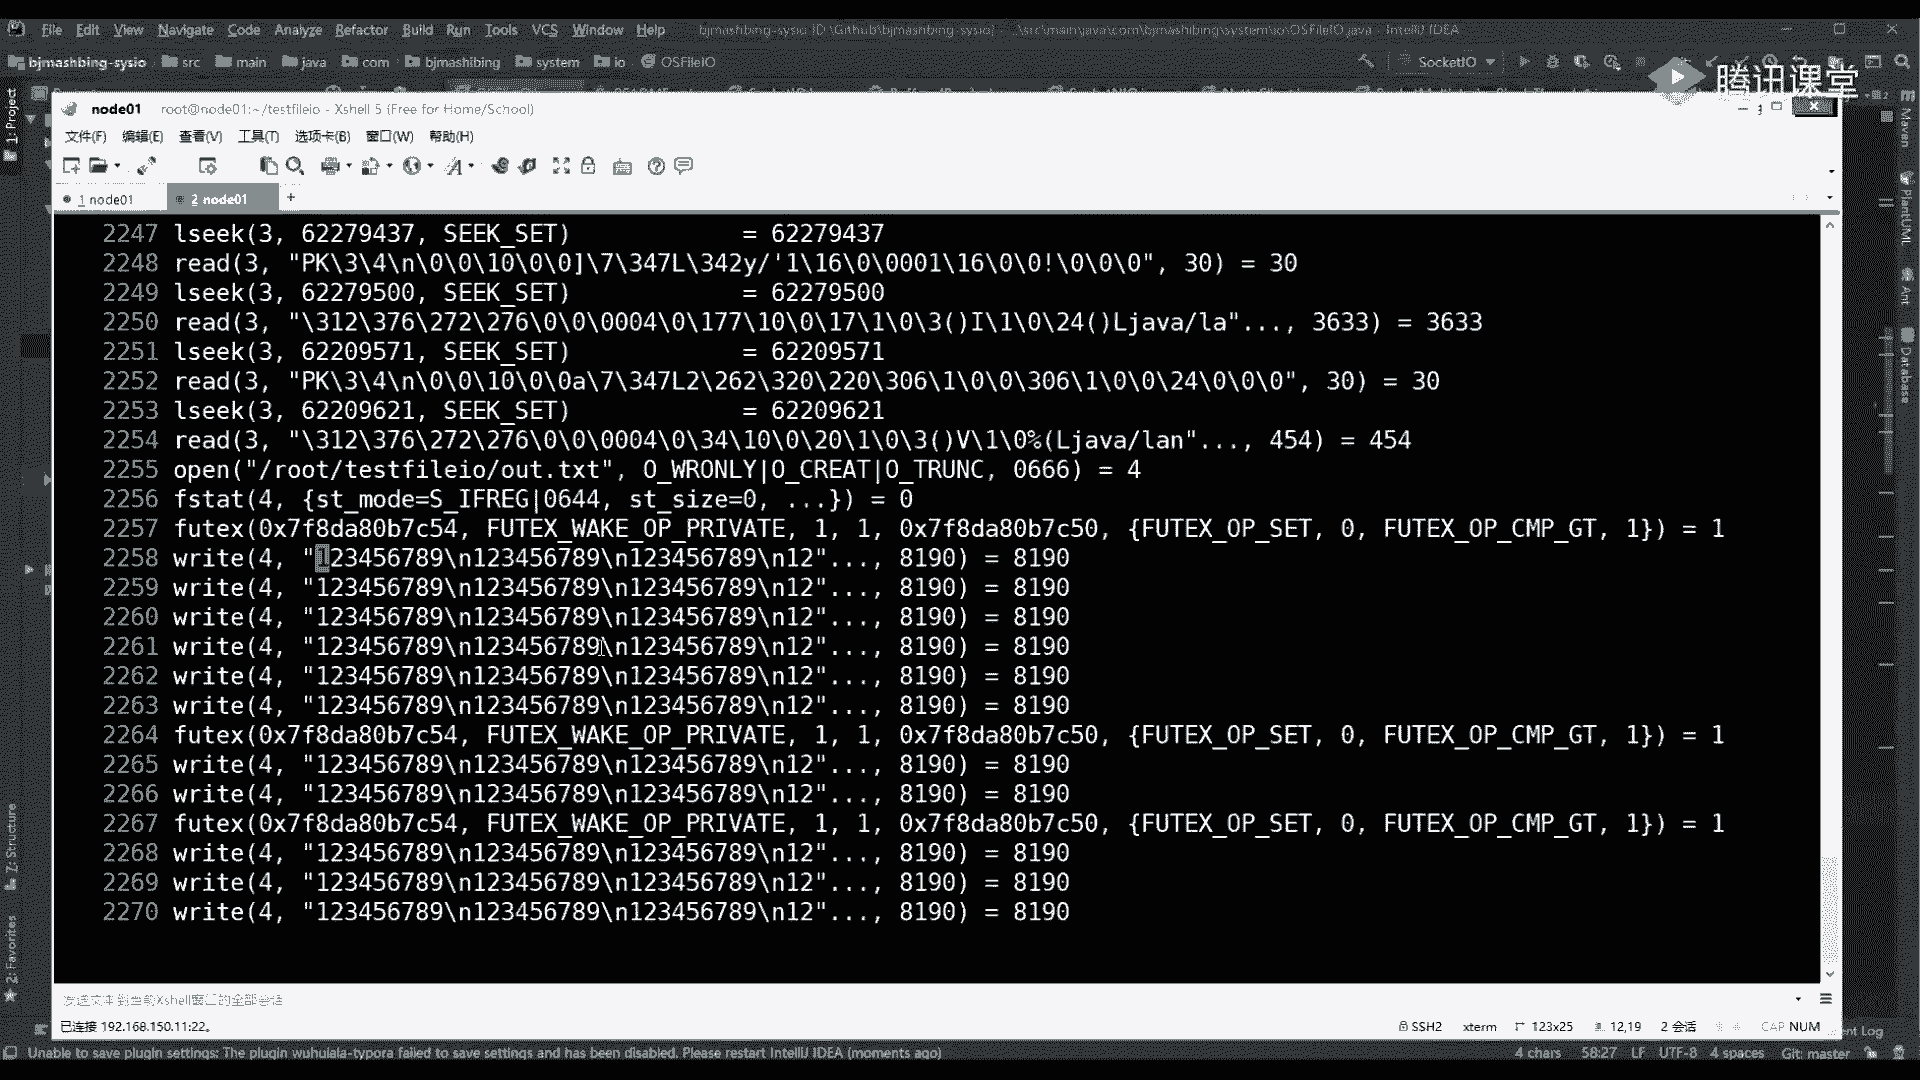 File Edit View Navigate Code Analyze Refactor Build Run Tools VCS Window Help bjmashibing-sysio [D:\Github\bjmashibing-sysio] - ...\src\main\java\com\bjmashibing\system\io\OSFileIO.java - IntelliJ IDEA
bjmashibing-sysio src main java com bjmashibing system io OSFileIO SocketIO
腾讯课堂
1: Project
node01 root@node01:~/testfileio - Xshell 5 (Free for Home/School)
文件(F) 编辑(E) 查看(V) 工具(T) 选项卡(B) 窗口(W) 帮助(H)
1 node01 2 node01 +
2247 lseek(3, 62279437, SEEK_SET) = 62279437
2248 read(3, "PK\3\4\n\0\0\10\0\0]\7\347L\342y/'1\16\0\0001\16\0\0!\0\0\0", 30) = 30
2249 lseek(3, 62279500, SEEK_SET) = 62279500
2250 read(3, "\312\376\272\276\0\0\0004\0\177\10\0\17\1\0\3()I\1\0\24()Ljava/la"..., 3633) = 3633
2251 lseek(3, 62209571, SEEK_SET) = 62209571
2252 read(3, "PK\3\4\n\0\0\10\0\0a\7\347L2\262\320\220\306\1\0\0\306\1\0\0\24\0\0\0", 30) = 30
2253 lseek(3, 62209621, SEEK_SET) = 62209621
2254 read(3, "\312\376\272\276\0\0\0004\0\34\10\0\20\1\0\3()V\1\0%(Ljava/lan"..., 454) = 454
2255 open("/root/testfileio/out.txt", O_WRONLY|O_CREAT|O_TRUNC, 0666) = 4
2256 fstat(4, {st_mode=S_IFREG|0644, st_size=0, ...}) = 0
2257 futex(0x7f8da80b7c54, FUTEX_WAKE_OP_PRIVATE, 1, 1, 0x7f8da80b7c50, {FUTEX_OP_SET, 0, FUTEX_OP_CMP_GT, 1}) = 1
2258 write(4, "123456789\n123456789\n123456789\n12"..., 8190) = 8190
2259 write(4, "123456789\n123456789\n123456789\n12"..., 8190) = 8190
2260 write(4, "123456789\n123456789\n123456789\n12"..., 8190) = 8190
2261 write(4, "123456789\n123456789\n123456789\n12"..., 8190) = 8190
2262 write(4, "123456789\n123456789\n123456789\n12"..., 8190) = 8190
2263 write(4, "123456789\n123456789\n123456789\n12"..., 8190) = 8190
2264 futex(0x7f8da80b7c54, FUTEX_WAKE_OP_PRIVATE, 1, 1, 0x7f8da80b7c50, {FUTEX_OP_SET, 0, FUTEX_OP_CMP_GT, 1}) = 1
2265 write(4, "123456789\n123456789\n123456789\n12"..., 8190) = 8190
2266 write(4, "123456789\n123456789\n123456789\n12"..., 8190) = 8190
2267 futex(0x7f8da80b7c54, FUTEX_WAKE_OP_PRIVATE, 1, 1, 0x7f8da80b7c50, {FUTEX_OP_SET, 0, FUTEX_OP_CMP_GT, 1}) = 1
2268 write(4, "123456789\n123456789\n123456789\n12"..., 8190) = 8190
2269 write(4, "123456789\n123456789\n123456789\n12"..., 8190) = 8190
2270 write(4, "123456789\n123456789\n123456789\n12"..., 8190) = 8190
Maven
PlantUML
Ant
Database
Z: Structure
2: Favorites
发送文本到当前Xshell窗口的全部会话
已连接 192.168.150.11:22。 SSH2 xterm 123x25 12,19 2 会话 CAP NUM
Event Log
Unable to save plugin settings: The plugin wuhulala-typora failed to save settings and has been disabled. Please restart IntelliJ IDEA (moments ago) 4 chars 58:27 LF UTF-8 4 spaces Git: master